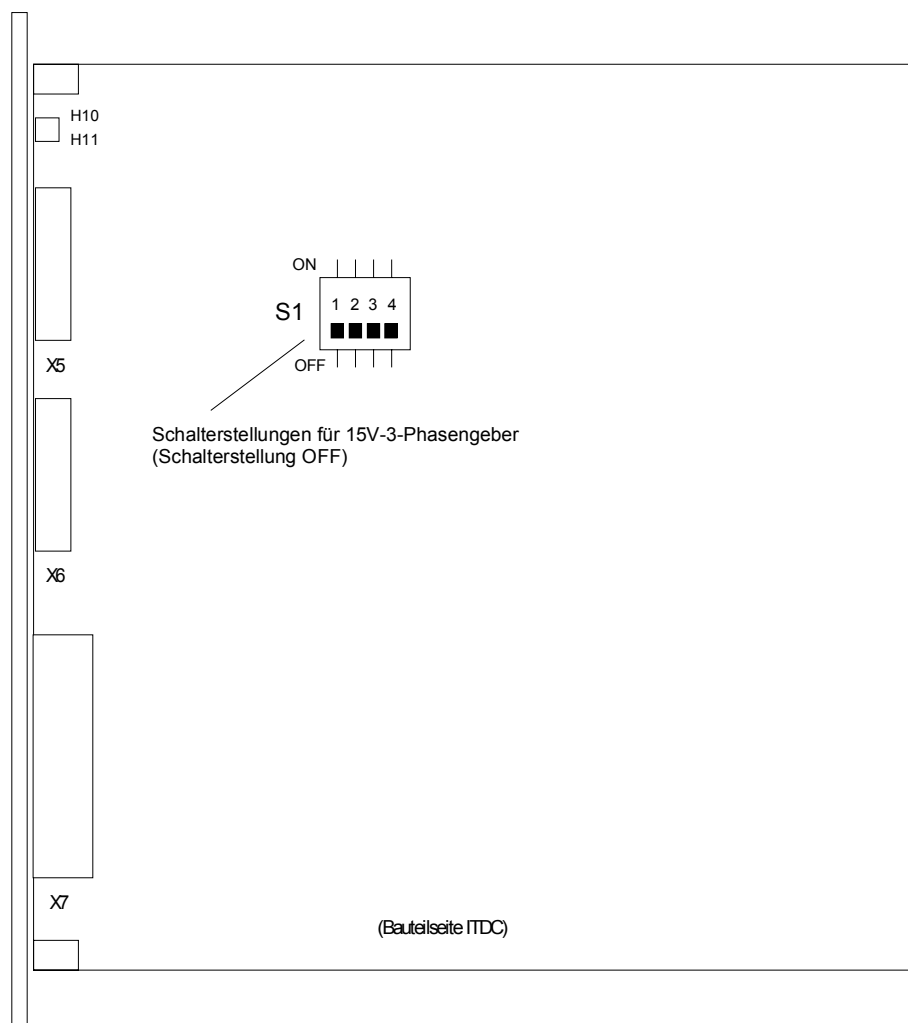 H10
H11
ON
S1
1 2 3 4
OFF
X5
Schalterstellungen für 15V-3-Phasengeber
(Schalterstellung OFF)
X6
X7
(Bauteilseite ITDC)